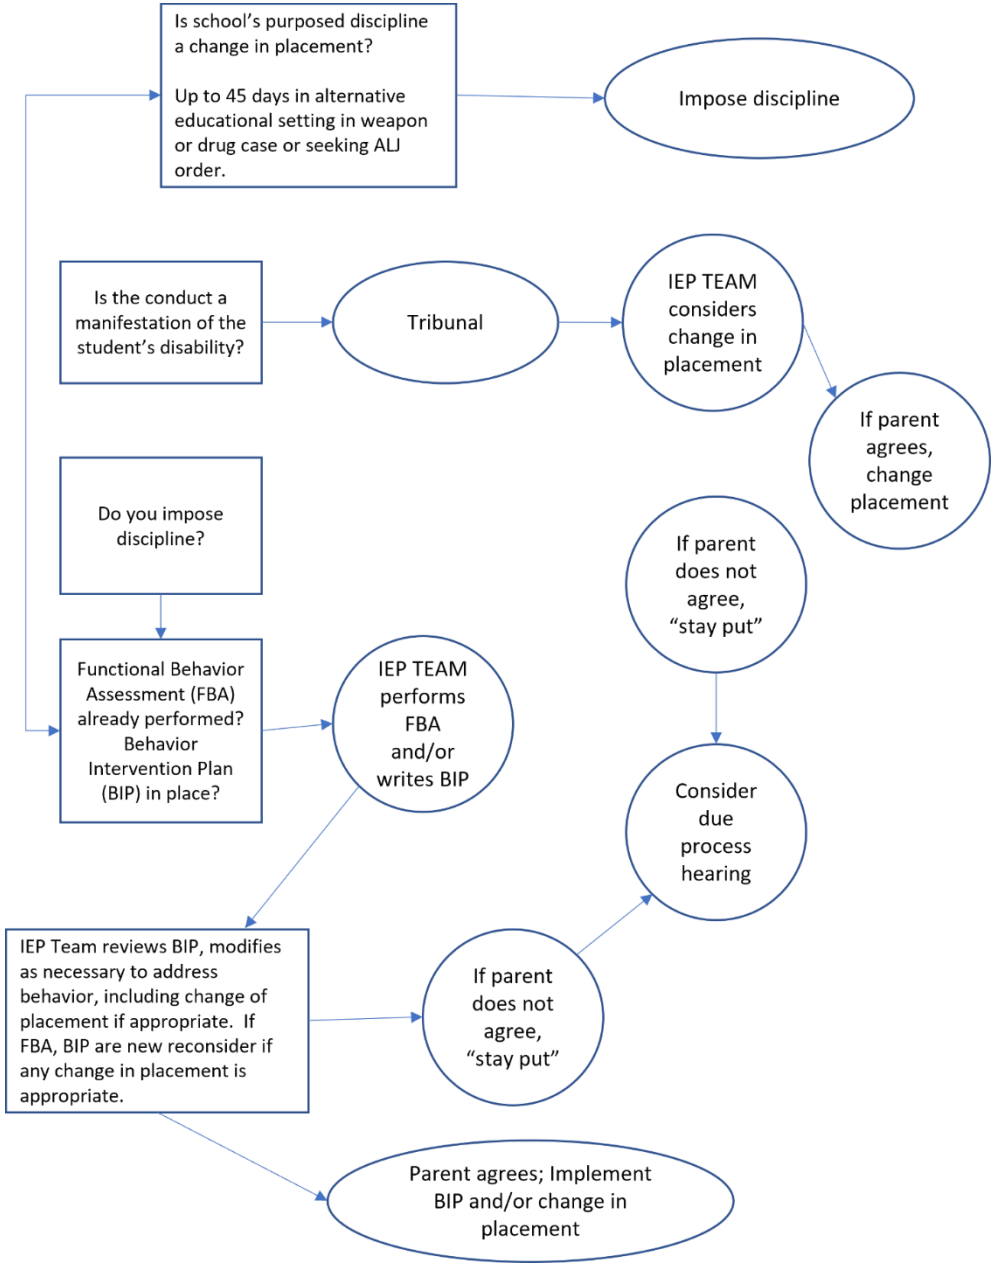 Is school’s purposed discipline
a change in placement?
Up to 45 days in alternative
educational setting in weapon
or drug case or seeking ALJ
order.
Impose discipline
Is the conduct a
manifestation of the
student’s disability?
Tribunal
IEP TEAM
considers
change in
placement
If parent
agrees,
change
placement
Do you impose
discipline?
If parent
does not
agree,
“stay put”
Functional Behavior
Assessment (FBA)
already performed?
Behavior
Intervention Plan
(BIP) in place?
IEP TEAM
performs
FBA
and/or
writes BIP
Consider
due
process
hearing
IEP Team reviews BIP, modifies
as necessary to address
behavior, including change of
placement if appropriate.  If
FBA, BIP are new reconsider if
any change in placement is
appropriate.
If parent
does not
agree,
“stay put”
Parent agrees; Implement
BIP and/or change in
placement